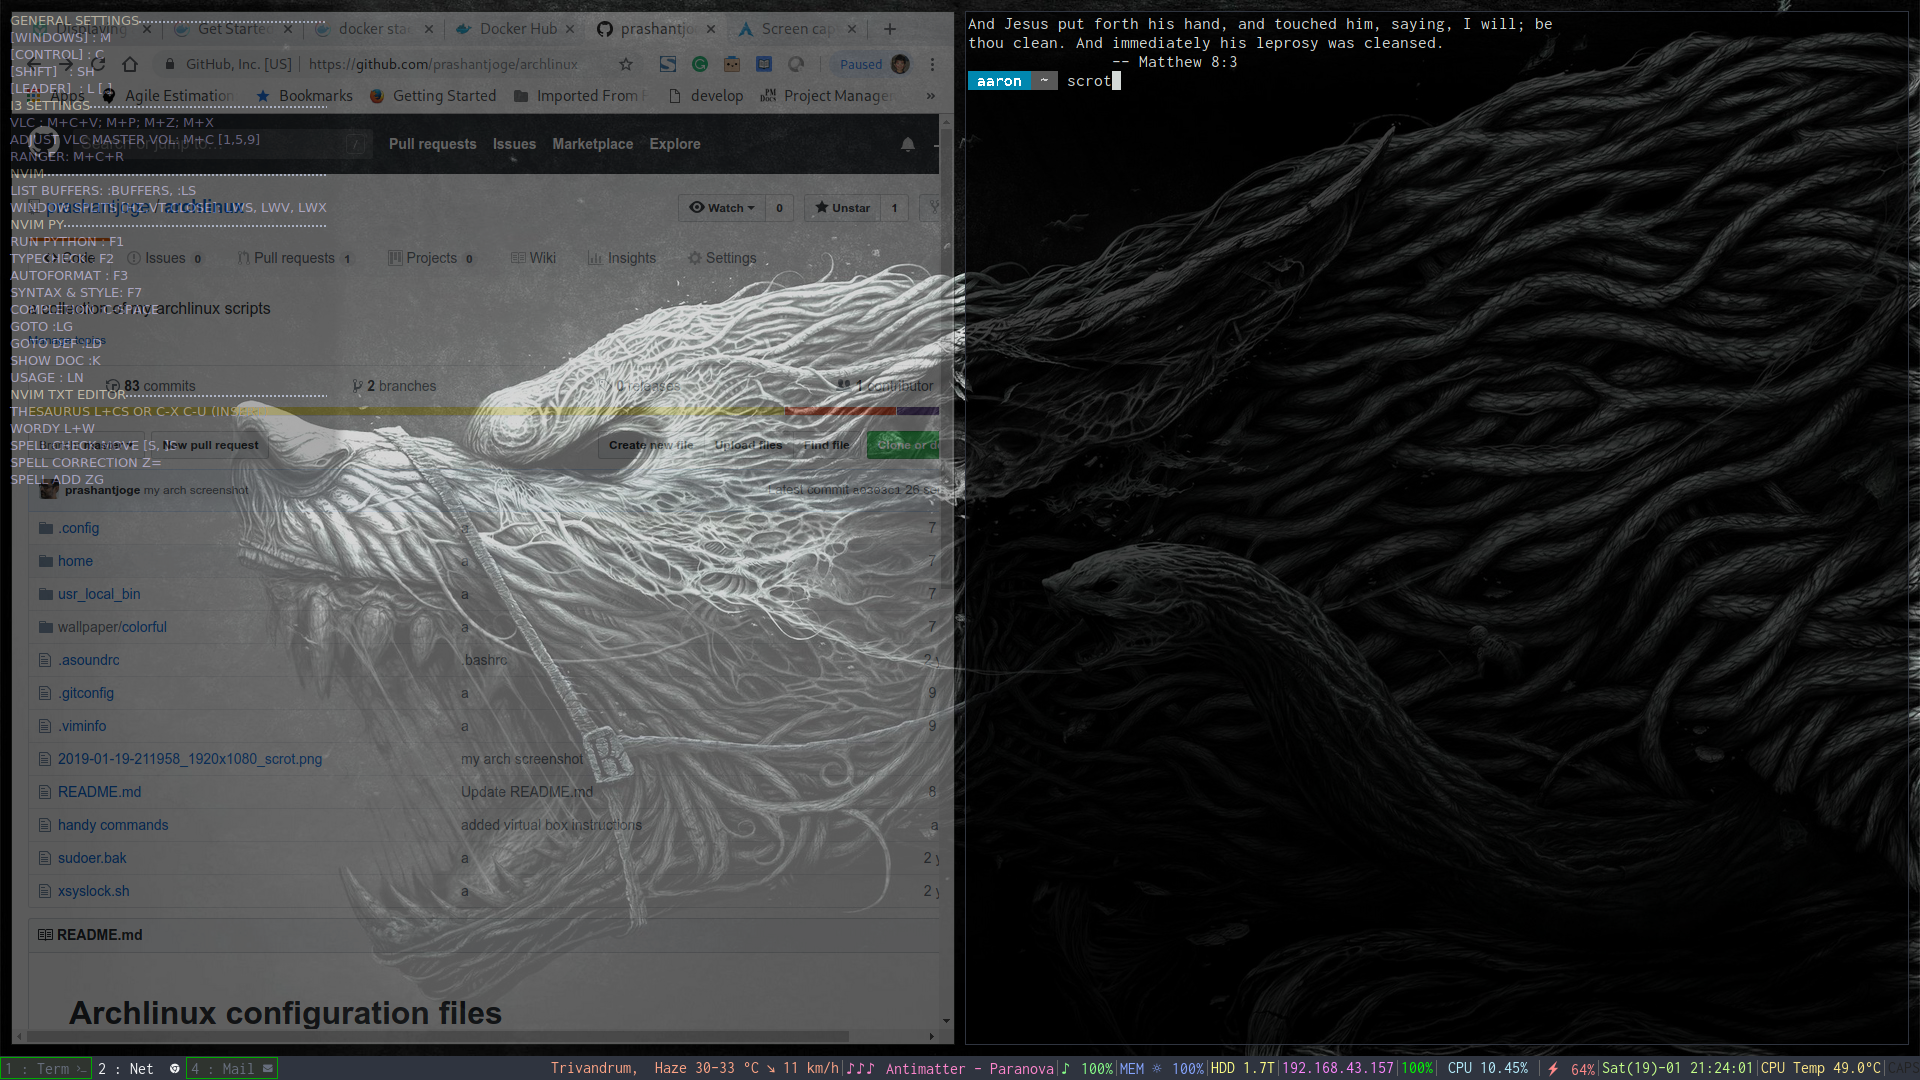 GENERAL SETTINGS
[WINDOWS] : M
[CONTROL] : C
[SHIFT] : SH
[LEADER] : L [,]
I3 SETTINGS
VLC : M+C+V; M+P; M+Z; M+X
ADJUST VLC MASTER VOL: M+C [1,5,9]
RANGER: M+C+R
NVIM
LIST BUFFERS: :BUFFERS, :LS
LWV, LWX
NVIM PY
RUN PYTHON : F1
TYPE CHECK : F2
AUTOFORMAT : F3
SYNTAX & STYLE: F7
GOTO :LG
GOTO DEF :LD
SHOW DOC :K
USAGE : LN
NVIM TXT EDITOR
THESAURUS L+CS OR C-X C-U
WORDY L+W
SPELL CHECK MOVE
SPELL CORRECTION Z=
SPELL ADD ZG
Get Started
docker sta
Docker Hub
prashantjo
Screen cap
GitHub, Inc. [US] https://github.com/prashantjoge/archlinux
Paused
Apps Agile Estimation Bookmarks Getting Started Imported From develop Project Manager »
Search or jump to... /
Pull requests Issues Marketplace Explore
prashantjoge / archlinux
Watch 0 Unstar 1
Code Issues 0 Pull requests 1 Projects 0 Wiki Insights Settings
a collection of my archlinux scripts
Manage topics
83 commits 2 branches 0 releases 1 contributor
New pull request Create new file Upload files Find file Clone or d
prashantjoge my arch screenshot Latest commit
.config a 7
home a 7
usr_local_bin a 7
wallpaper/colorful a 7
.asoundrc .bashrc 2 y
.gitconfig a 9
.viminfo a 9
2019-01-19-211958_1920x1080_scrot.png my arch screenshot
README.md Update README.md 8
handy commands added virtual box instructions a
sudoer.bak a 2 y
xsyslock.sh a 2 y
README.md
Archlinux configuration files
And Jesus put forth his hand, and touched him, saying, I will; be
thou clean. And immediately his leprosy was cleansed.
-- Matthew 8:3
aaron ~ scrot
1 : Term 2 : Net 4 : Mail Trivandrum, Haze 30-33 °C ↘ 11 km/h|♪♪♪ Antimatter - Paranova|♪ 100%|MEM 100%|HDD 1.7T|192.168.43.157|100%| CPU 10.45% | 64%|Sat(19)-01 21:24:01|CPU Temp 49.0°C|CAPS